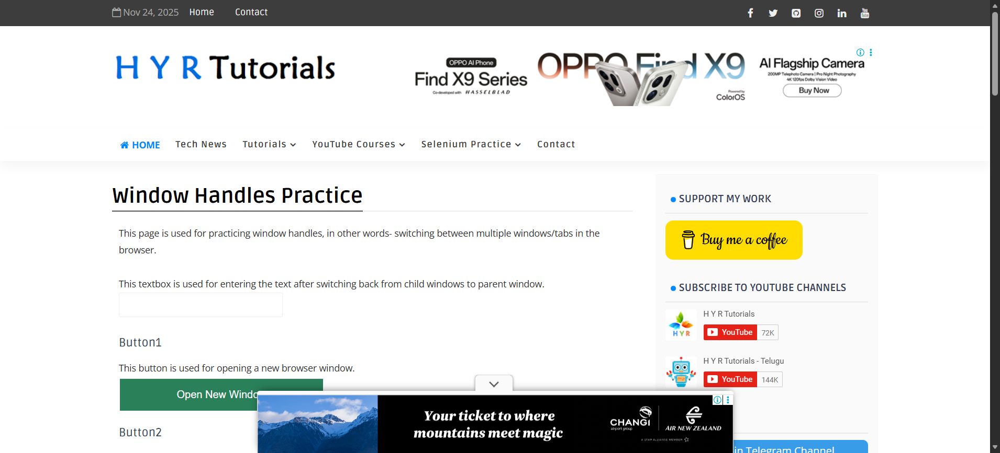 Nov 24, 2025 Home Contact
You Tube
H Y R Tutorials
OPPO AI Phone
Find X9 Series
Co-developed with HASSELBLAD
OPPO Find X9
Powered by
ColorOS
AI Flagship Camera
200MP Telephoto Camera | Pro Night Photography
4K 120fps Dolby Vision Video
Buy Now
HOME Tech News Tutorials YouTube Courses Selenium Practice Contact
Window Handles Practice
This page is used for practicing window handles, in other words- switching between multiple windows/tabs in the
browser.
This textbox is used for entering the text after switching back from child windows to parent window.
Button1
This button is used for opening a new browser window.
Open New Windo
Button2
SUPPORT MY WORK
Buy me a coffee
SUBSCRIBE TO YOUTUBE CHANNELS
H Y R Tutorials
HYR
YouTube 72K
H Y R Tutorials - Telugu
YouTube 144K
in Telegram Channel
Your ticket to where
mountains meet magic
CHANGI
airport group
AIR NEW ZEALAND
A STAR ALLIANCE MEMBER